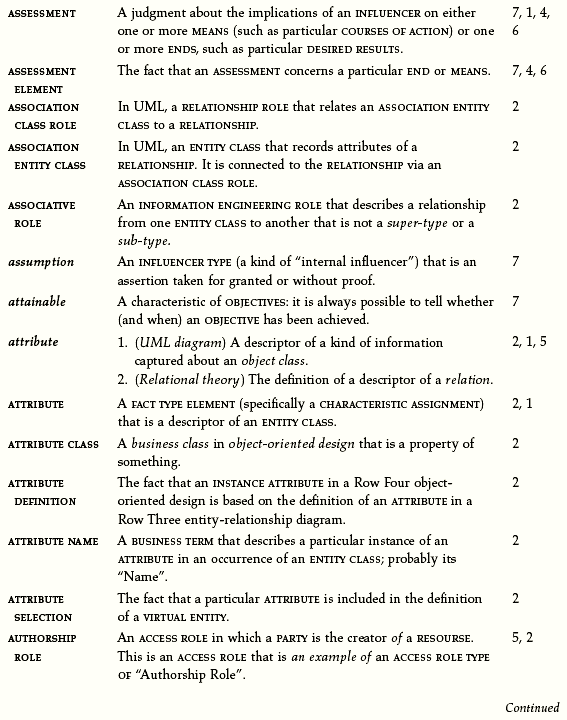 ASSESSMENT A judgment about the implications of an INFLUENCER on either 7, 1, 4,
one or more MEANS (such as particular COURSES OF ACTION) or one 6
or more ENDS, such as particular DESIRED RESULTS.
ASSESSMENT The fact that an ASSESSMENT concerns a particular END or MEANS. 7, 4, 6
ELEMENT
ASSOCIATION In UML, a RELATIONSHIP ROLE that relates an ASSOCIATION ENTITY 2
CLASS ROLE CLASS to a RELATIONSHIP.
ASSOCIATION In UML, an ENTITY CLASS that records attributes of a 2
ENTITY CLASS RELATIONSHIP. It is connected to the RELATIONSHIP via an
ASSOCIATION CLASS ROLE.
ASSOCIATIVE An INFORMATION ENGINEERING ROLE that describes a relationship 2
ROLE from one ENTITY CLASS to another that is not a super-type or a
sub-type.
assumption An INFLUENCER TYPE (a kind of “internal influencer”) that is an 7
assertion taken for granted or without proof.
attainable A characteristic of OBJECTIVES: it is always possible to tell whether 7
(and when) an OBJECTIVE has been achieved.
attribute 1. (UML diagram) A descriptor of a kind of information 2, 1, 5
captured about an object class.
2. (Relational theory) The definition of a descriptor of a relation.
ATTRIBUTE A FACT TYPE ELEMENT (specifically a CHARACTERISTIC ASSIGNMENT) 2, 1
that is a descriptor of an ENTITY CLASS.
ATTRIBUTE CLASS A business class in object-oriented design that is a property of 2
something.
ATTRIBUTE The fact that an INSTANCE ATTRIBUTE in a Row Four object- 2
DEFINITION oriented design is based on the definition of an ATTRIBUTE in a
Row Three entity-relationship diagram.
ATTRIBUTE NAME A BUSINESS TERM that describes a particular instance of an 2
ATTRIBUTE in an occurrence of an ENTITY CLASS; probably its
“Name”.
ATTRIBUTE The fact that a particular ATTRIBUTE is included in the definition 2
SELECTION of a VIRTUAL ENTITY.
AUTHORSHIP An ACCESS ROLE in which a PARTY is the creator of a RESOURSE. 5, 2
ROLE This is an ACCESS ROLE that is an example of an ACCESS ROLE TYPE
OF “Authorship Role”.
Continued